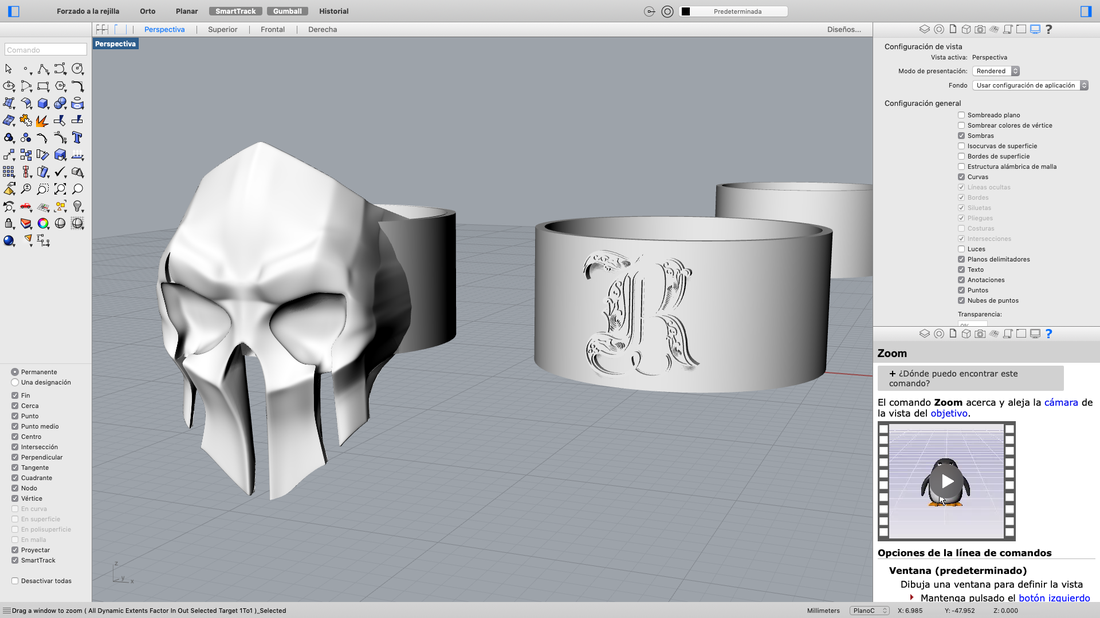 Forzado a la rejilla Orto Planar SmartTrack Gumball Historial Predeterminada
Perspectiva Superior Frontal Derecha Diseños...
Perspectiva
Comando
Permanente
Una designación
Fin
Cerca
Punto
Punto medio
Centro
Intersección
Perpendicular
Tangente
Cuadrante
Nodo
Vértice
En curva
En superficie
En polisuperficie
En malla
Proyectar
SmartTrack
Desactivar todas
R
z
y
x
Configuración de vista
Vista activa: Perspectiva
Modo de presentación: Rendered
Fondo Usar configuración de aplicación
Configuración general
Sombreado plano
Sombrear colores de vértice
Sombras
Isocurvas de superficie
Bordes de superficie
Estructura alámbrica de malla
Curvas
Líneas ocultas
Bordes
Siluetas
Pliegues
Costuras
Intersecciones
Luces
Planos delimitadores
Texto
Anotaciones
Puntos
Nubes de puntos
Transparencia:
Zoom
+ ¿Dónde puedo encontrar este
comando?
El comando Zoom acerca y aleja la cámara de
la vista del objetivo.
Opciones de la línea de comandos
Ventana (predeterminado)
Dibuja una ventana para definir la vista
Mantenga pulsado el botón izquierdo
Drag a window to zoom ( All Dynamic Extents Factor In Out Selected Target 1To1 )_Selected Millimeters PlanoC X: 6.985 Y: -47.952 Z: 0.000